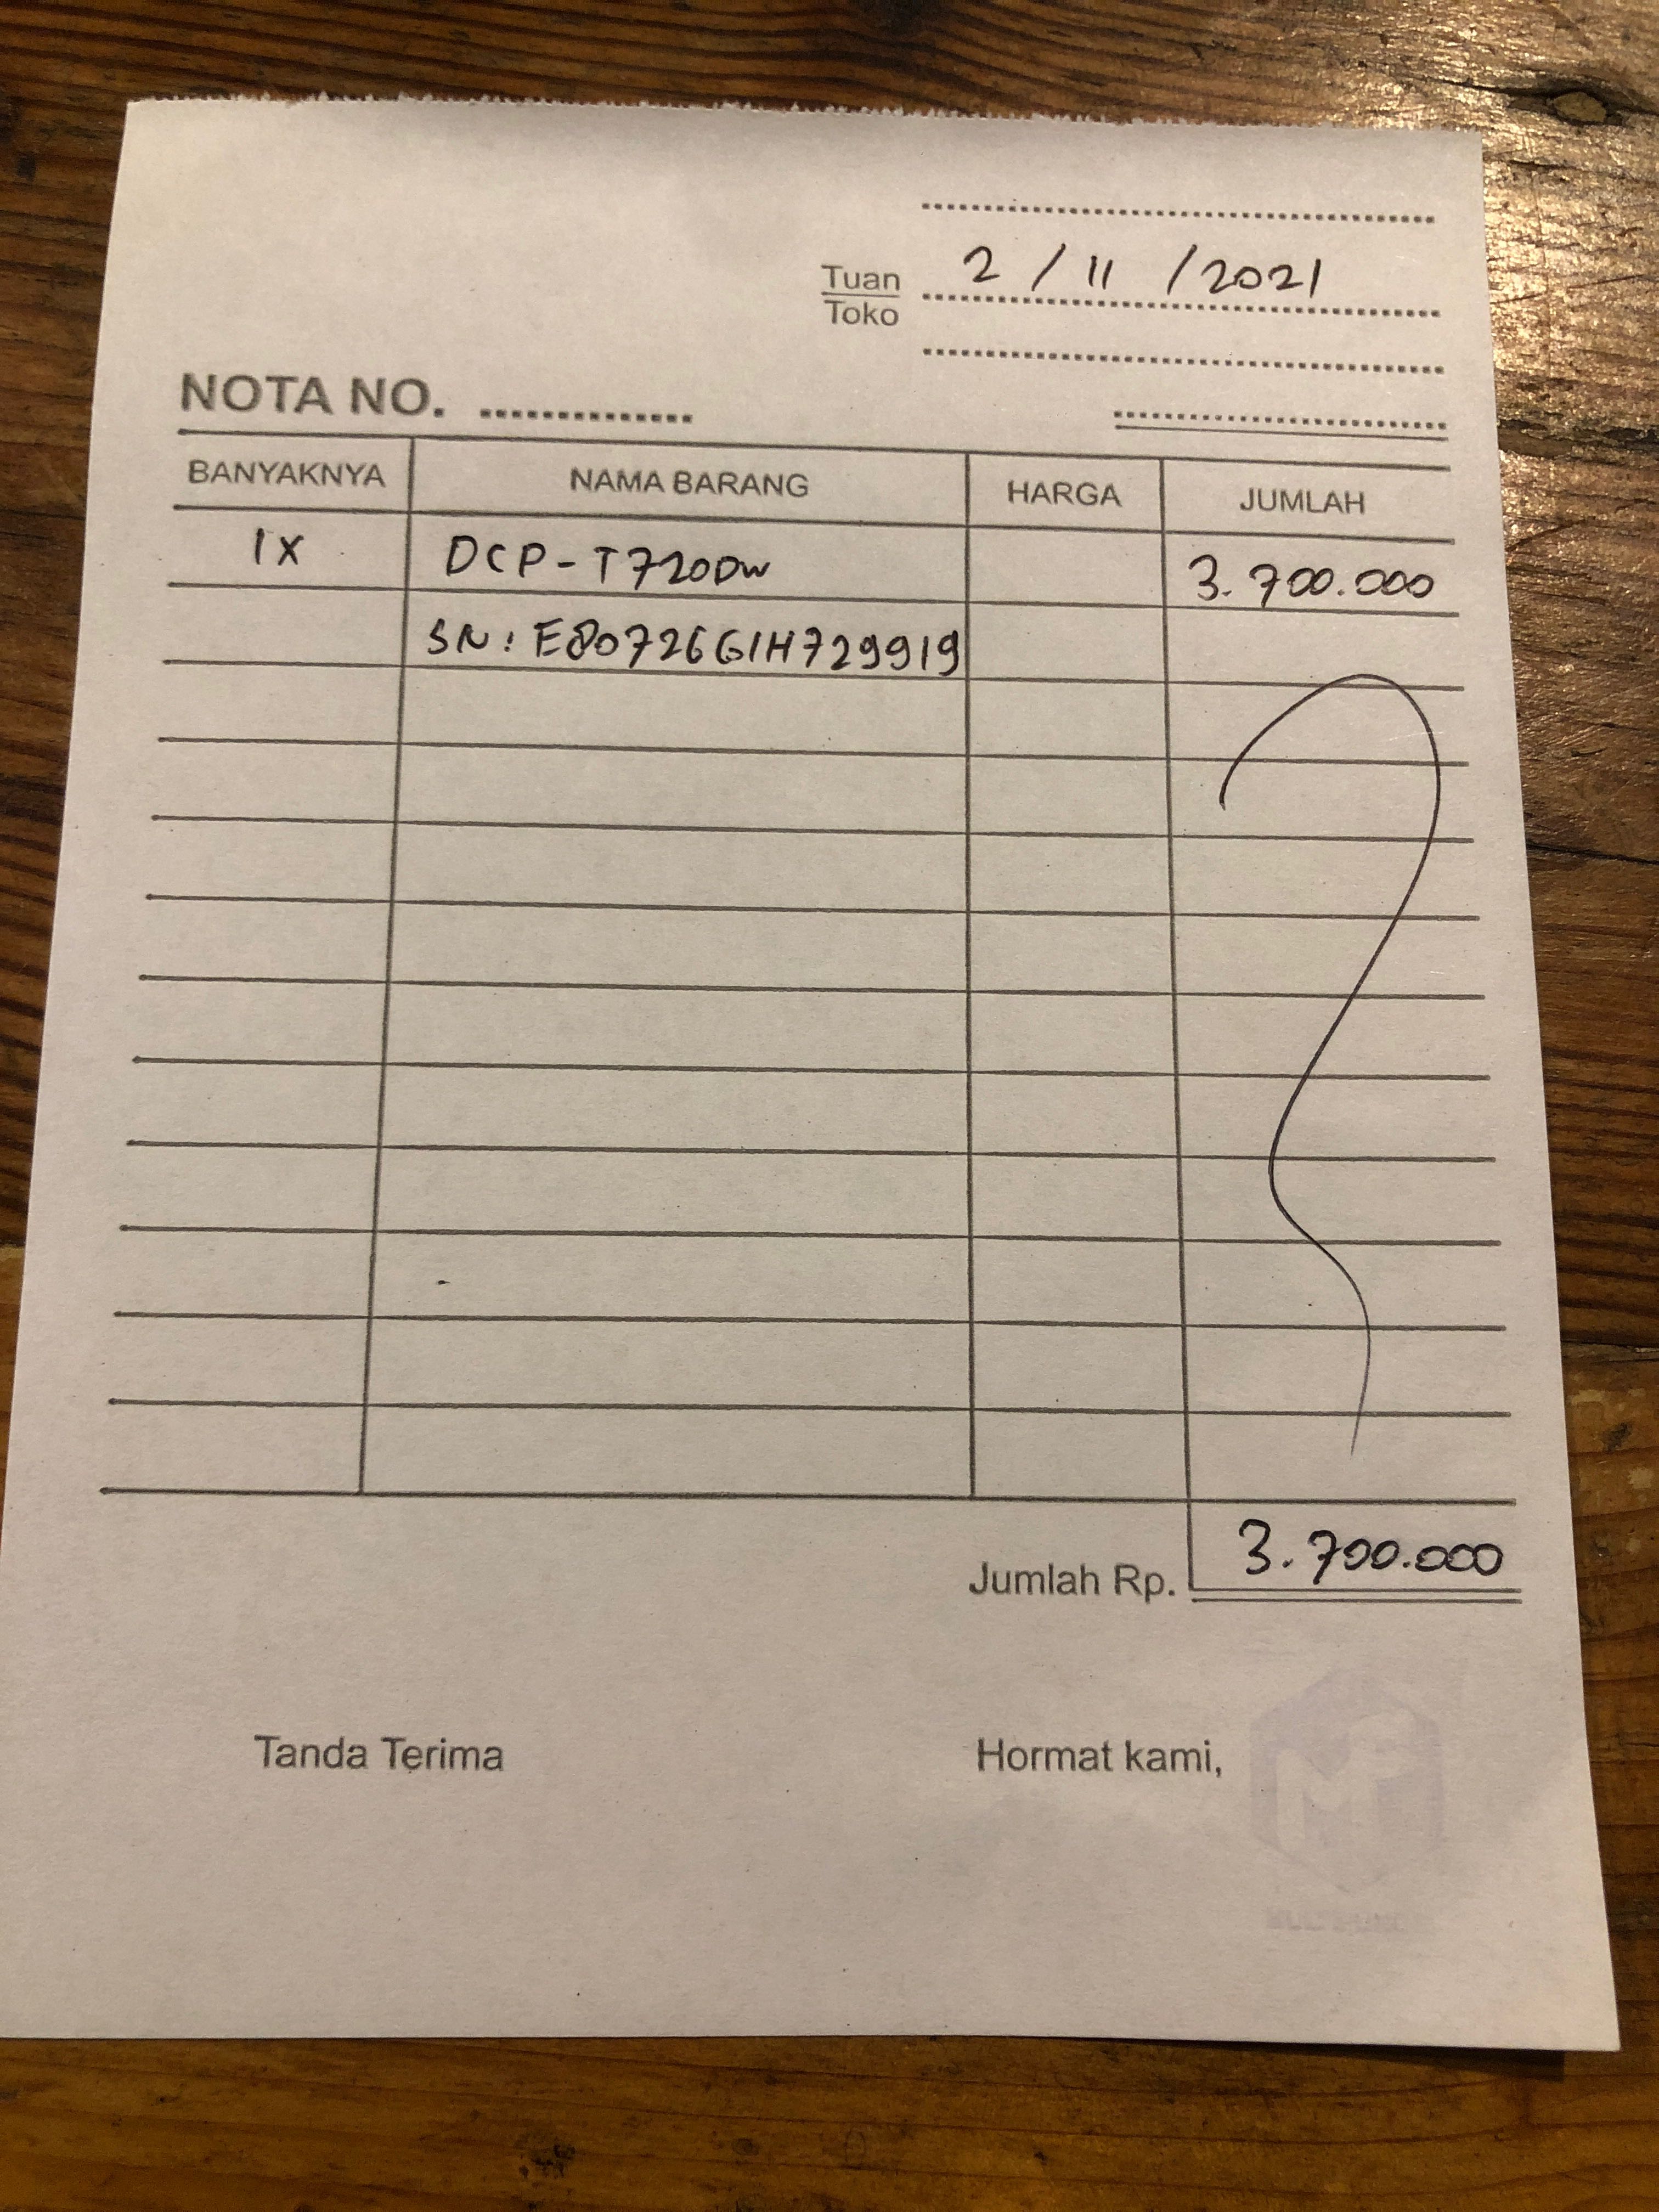 2 / 11 / 2021
Tuan
Toko
NOTA NO. ..............
BANYAKNYA NAMA BARANG HARGA JUMLAH
1X DCP-T720DW 3.700.000
SN: E80726G1H729919
Jumlah Rp. 3.700.000
Tanda Terima Hormat kami,